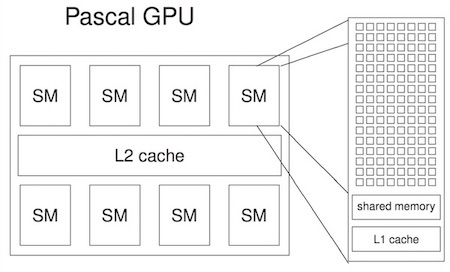 Pascal GPU
SM SM SM SM
L2 cache
SM SM SM SM
shared memory
L1 cache